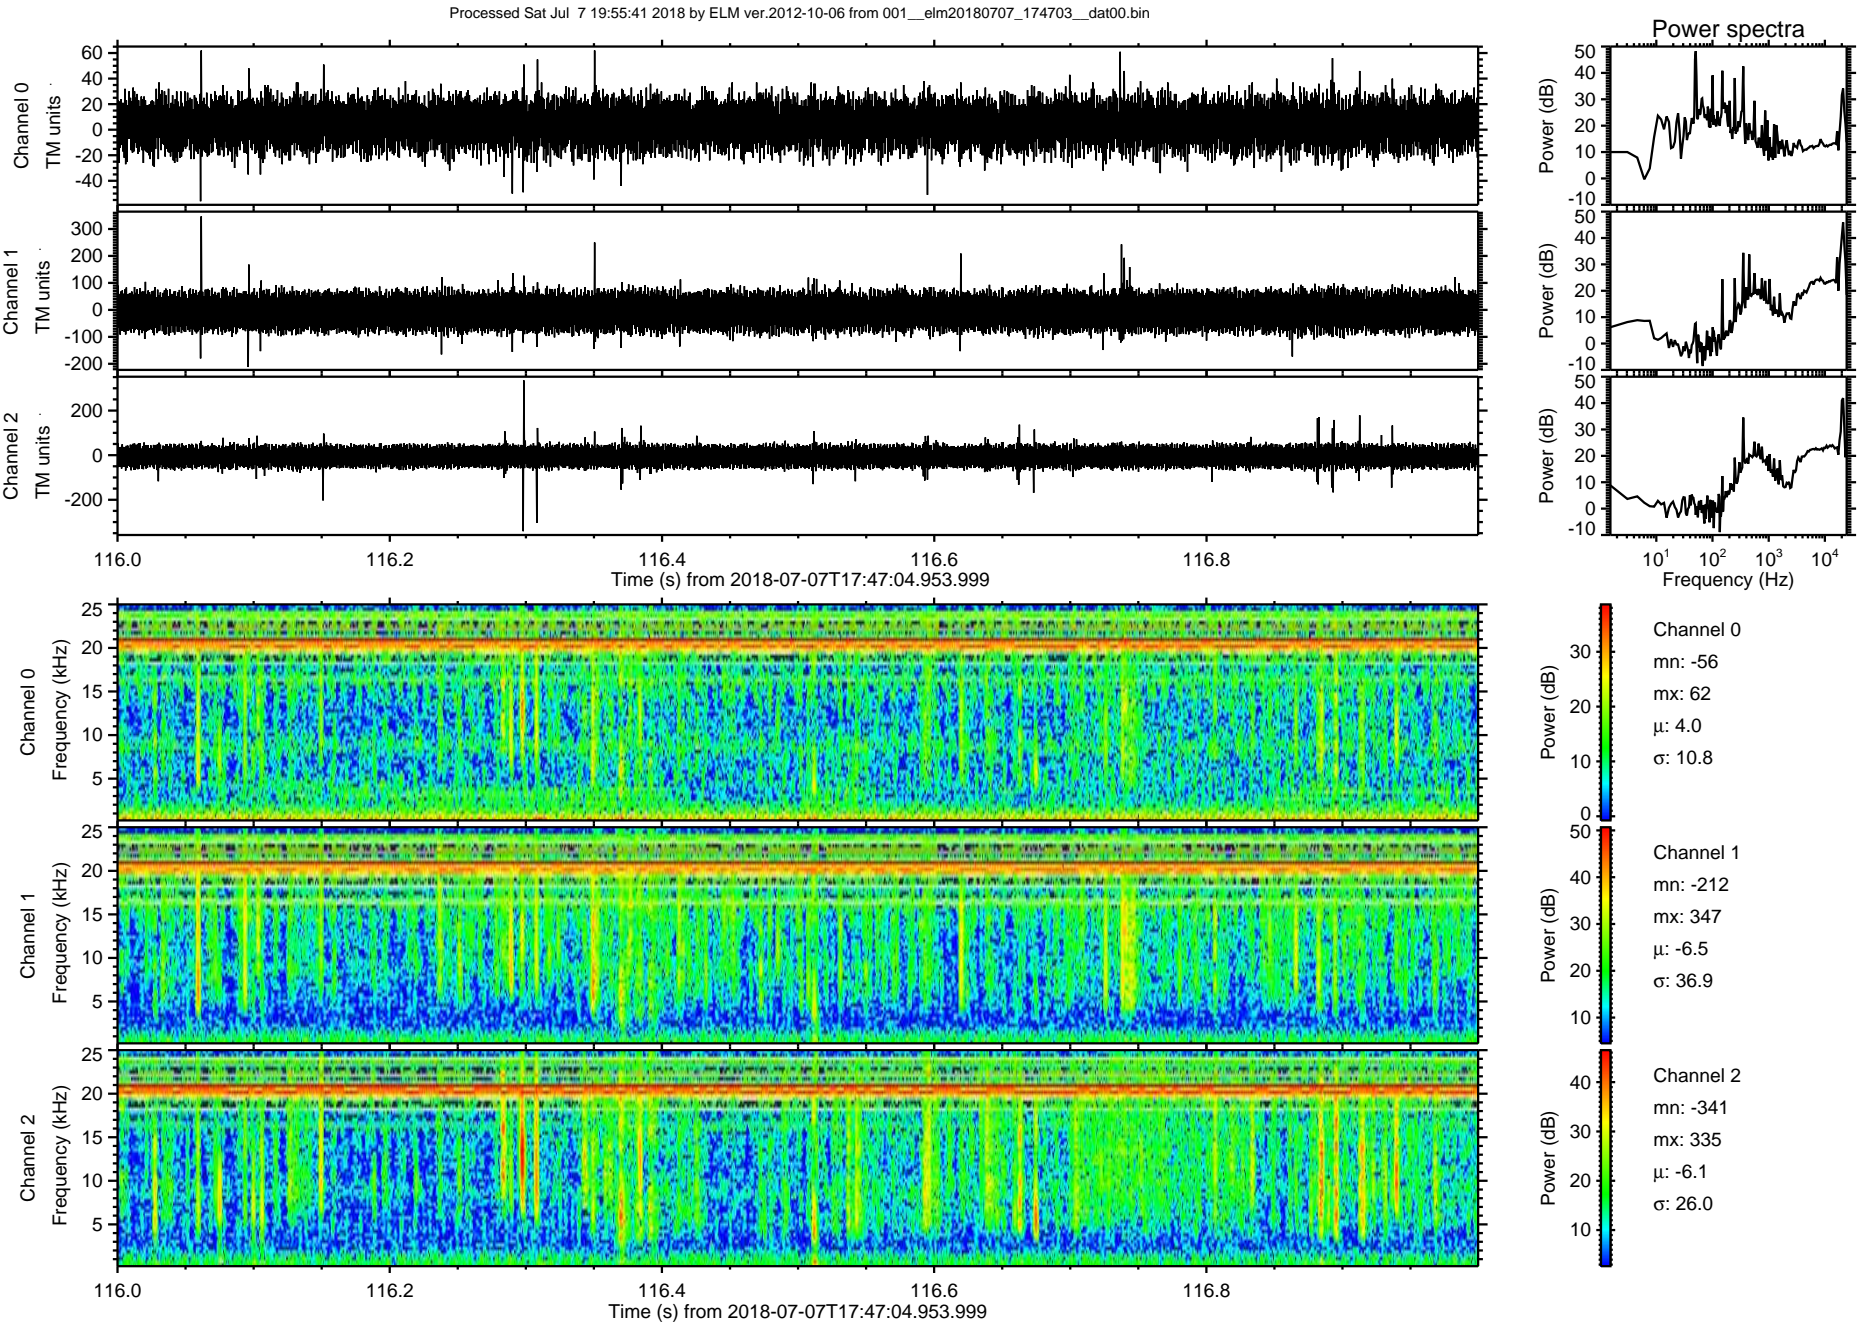 Processed Sat Jul 7 19:55:41 2018 by ELM ver.2012-10-06 from 001__elm20180707_174703__dat00.bin
Power spectra
Channel 0
TM units
60
40
20
0
-20
-40
Power (dB)
50
40
30
20
10
0
-10
Channel 1
TM units
300
200
100
0
-100
-200
Power (dB)
50
40
30
20
10
0
-10
Channel 2
TM units
200
0
-200
Power (dB)
50
40
30
20
10
0
-10
116.0 116.2 116.4 116.6 116.8
Time (s) from 2018-07-07T17:47:04.953.999
10^1 10^2 10^3 10^4
Frequency (Hz)
Channel 0
Frequency (kHz)
25
20
15
10
5
Power (dB)
30
20
10
0
Channel 0
mn: -56
mx: 62
μ: 4.0
σ: 10.8
Channel 1
Frequency (kHz)
25
20
15
10
5
Power (dB)
50
40
30
20
10
Channel 1
mn: -212
mx: 347
μ: -6.5
σ: 36.9
Channel 2
Frequency (kHz)
25
20
15
10
5
Power (dB)
40
30
20
10
Channel 2
mn: -341
mx: 335
μ: -6.1
σ: 26.0
116.0 116.2 116.4 116.6 116.8
Time (s) from 2018-07-07T17:47:04.953.999